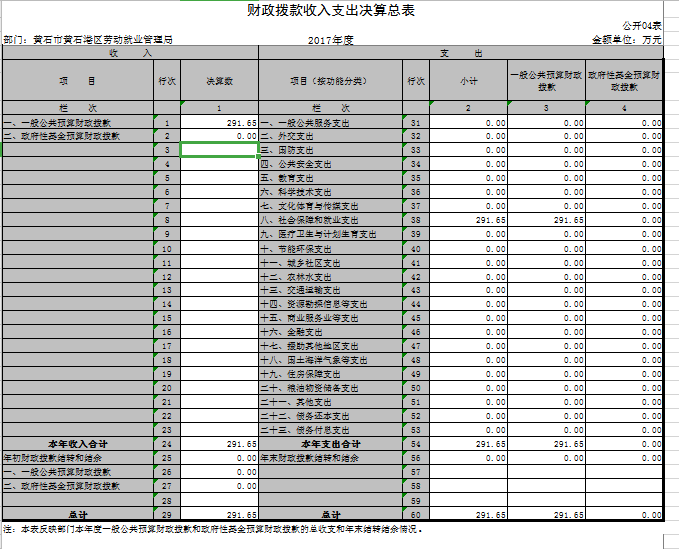 财政拨款收入支出决算总表
公开04表
部门：黄石市黄石港区劳动就业管理局 2017年度 金额单位：万元
收 入 支 出
项 目 行次 决算数 项目（按功能分类） 行次 小计 一般公共预算财政拨款 政府性基金预算财政拨款
栏 次 1 栏 次 2 3 4
一、一般公共预算财政拨款 1 291.65 一、一般公共服务支出 31 0.00 0.00 0.00
二、政府性基金预算财政拨款 2 0.00 二、外交支出 32 0.00 0.00 0.00
3 三、国防支出 33 0.00 0.00 0.00
4 四、公共安全支出 34 0.00 0.00 0.00
5 五、教育支出 35 0.00 0.00 0.00
6 六、科学技术支出 36 0.00 0.00 0.00
7 七、文化体育与传媒支出 37 0.00 0.00 0.00
8 八、社会保障和就业支出 38 291.65 291.65 0.00
9 九、医疗卫生与计划生育支出 39 0.00 0.00 0.00
10 十、节能环保支出 40 0.00 0.00 0.00
11 十一、城乡社区支出 41 0.00 0.00 0.00
12 十二、农林水支出 42 0.00 0.00 0.00
13 十三、交通运输支出 43 0.00 0.00 0.00
14 十四、资源勘探信息等支出 44 0.00 0.00 0.00
15 十五、商业服务业等支出 45 0.00 0.00 0.00
16 十六、金融支出 46 0.00 0.00 0.00
17 十七、援助其他地区支出 47 0.00 0.00 0.00
18 十八、国土海洋气象等支出 48 0.00 0.00 0.00
19 十九、住房保障支出 49 0.00 0.00 0.00
20 二十、粮油物资储备支出 50 0.00 0.00 0.00
21 二十一、其他支出 51 0.00 0.00 0.00
22 二十二、债务还本支出 52 0.00 0.00 0.00
23 二十三、债务付息支出 53 0.00 0.00 0.00
本年收入合计 24 291.65 本年支出合计 54 291.65 291.65 0.00
年初财政拨款结转和结余 25 0.00 年末财政拨款结转和结余 56 0.00 0.00 0.00
一、一般公共预算财政拨款 26 0.00 57
二、政府性基金预算财政拨款 27 0.00 58
28 59
总计 29 291.65 总计 60 291.65 291.65 0.00
注：本表反映部门本年度一般公共预算财政拨款和政府性基金预算财政拨款的总收支和年末结转结余情况。